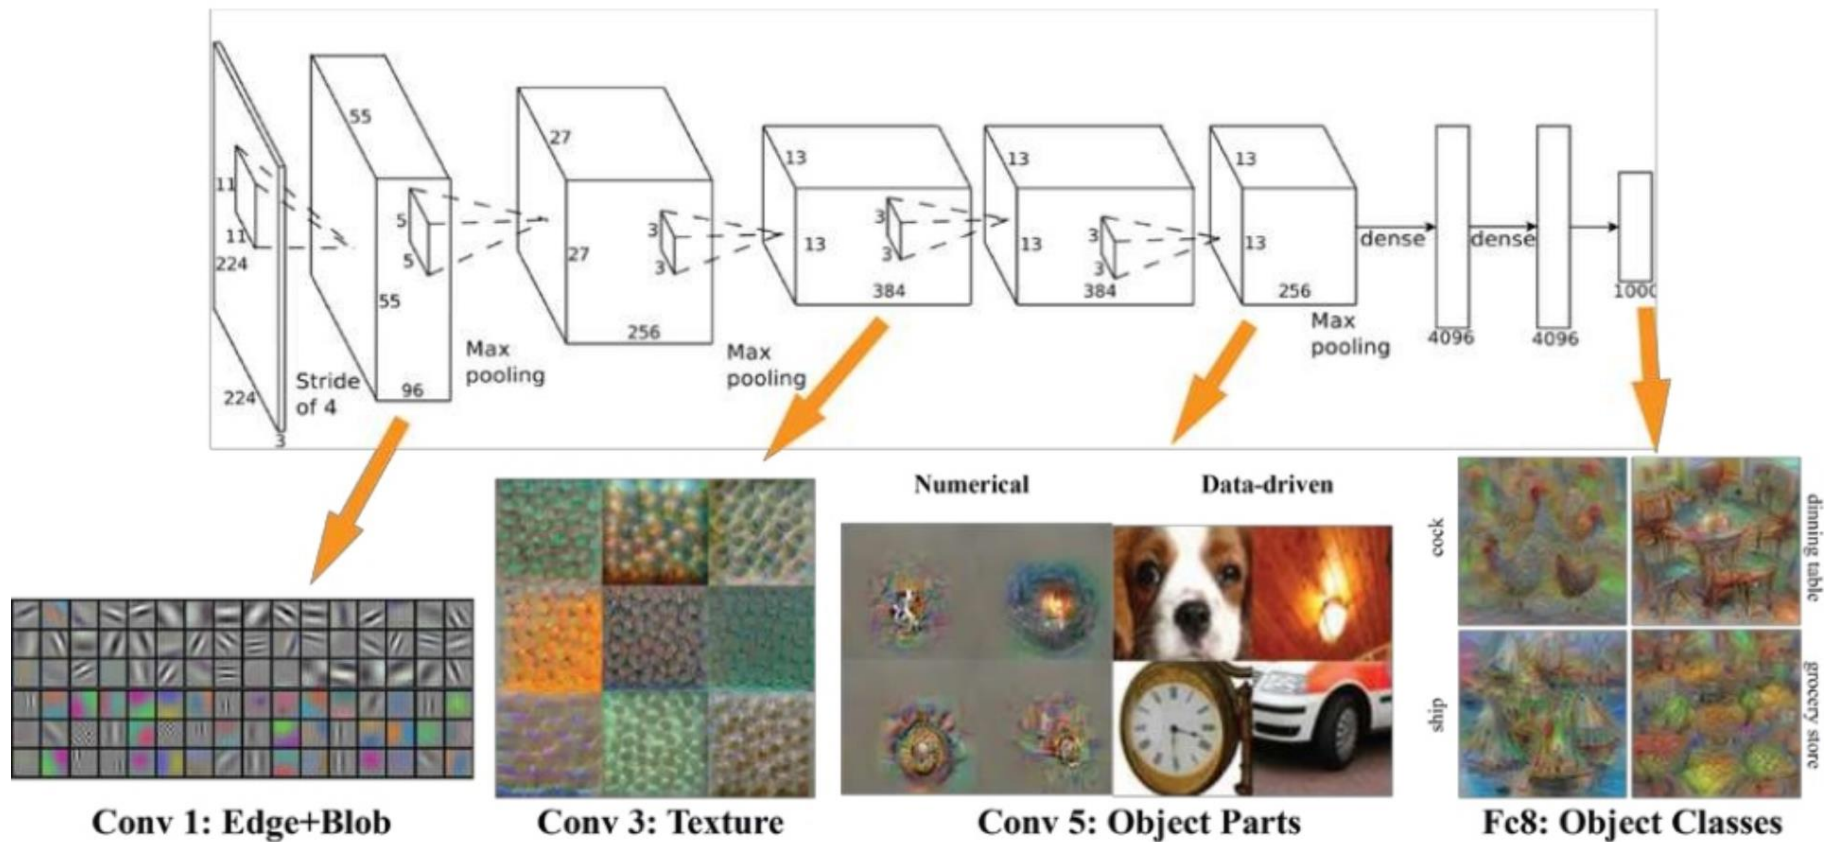 55
27
13
13
13
11
5
3
3
3
11
5
3
3
3
224
55
27
13
13
13
dense
dense
224
3
Stride
of 4
96
Max
pooling
256
Max
pooling
384
384
256
Max
pooling
4096
4096
1000
Numerical
Data-driven
cock
dinning table
ship
grocery store
Conv 1: Edge+Blob
Conv 3: Texture
Conv 5: Object Parts
Fc8: Object Classes